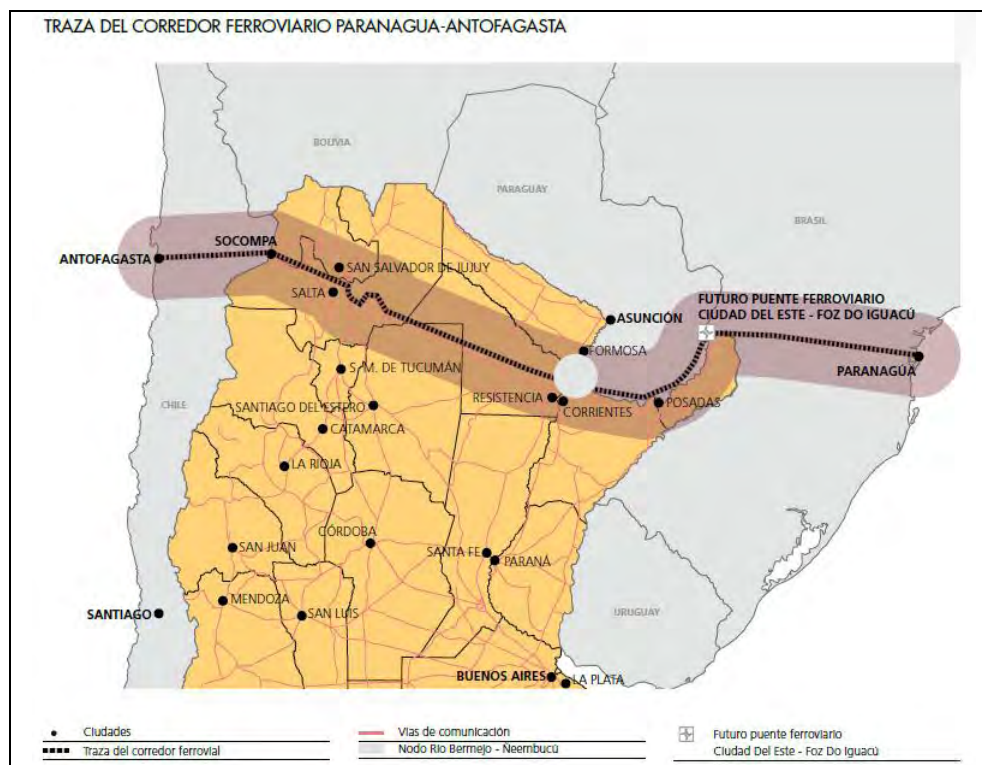 TRAZA DEL CORREDOR FERROVIARIO PARANAGUA-ANTOFAGASTA
BOLIVIA
PARAGUAY
BRASIL
SOCOMPA
ANTOFAGASTA
SAN SALVADOR DE JUJUY
SALTA
FUTURO PUENTE FERROVIARIO
CIUDAD DEL ESTE - FOZ DO IGUACÚ
ASUNCIÓN
FORMOSA
PARANAGÚA
S. M. DE TUCUMÁN
RESISTENCIA
CORRIENTES
POSADAS
SANTIAGO DEL ESTERO
CHILE
CATAMARCA
LA RIOJA
CÓRDOBA
SAN JUAN
SANTA FE
PARANÁ
MENDOZA
SANTIAGO
SAN LUIS
URUGUAY
BUENOS AIRES
LA PLATA
Ciudades
Traza del corredor ferrovial
Vías de comunicación
Nodo Río Bermejo - Ñeembucú
Futuro puente ferroviario
Ciudad Del Este - Foz Do Iguacú